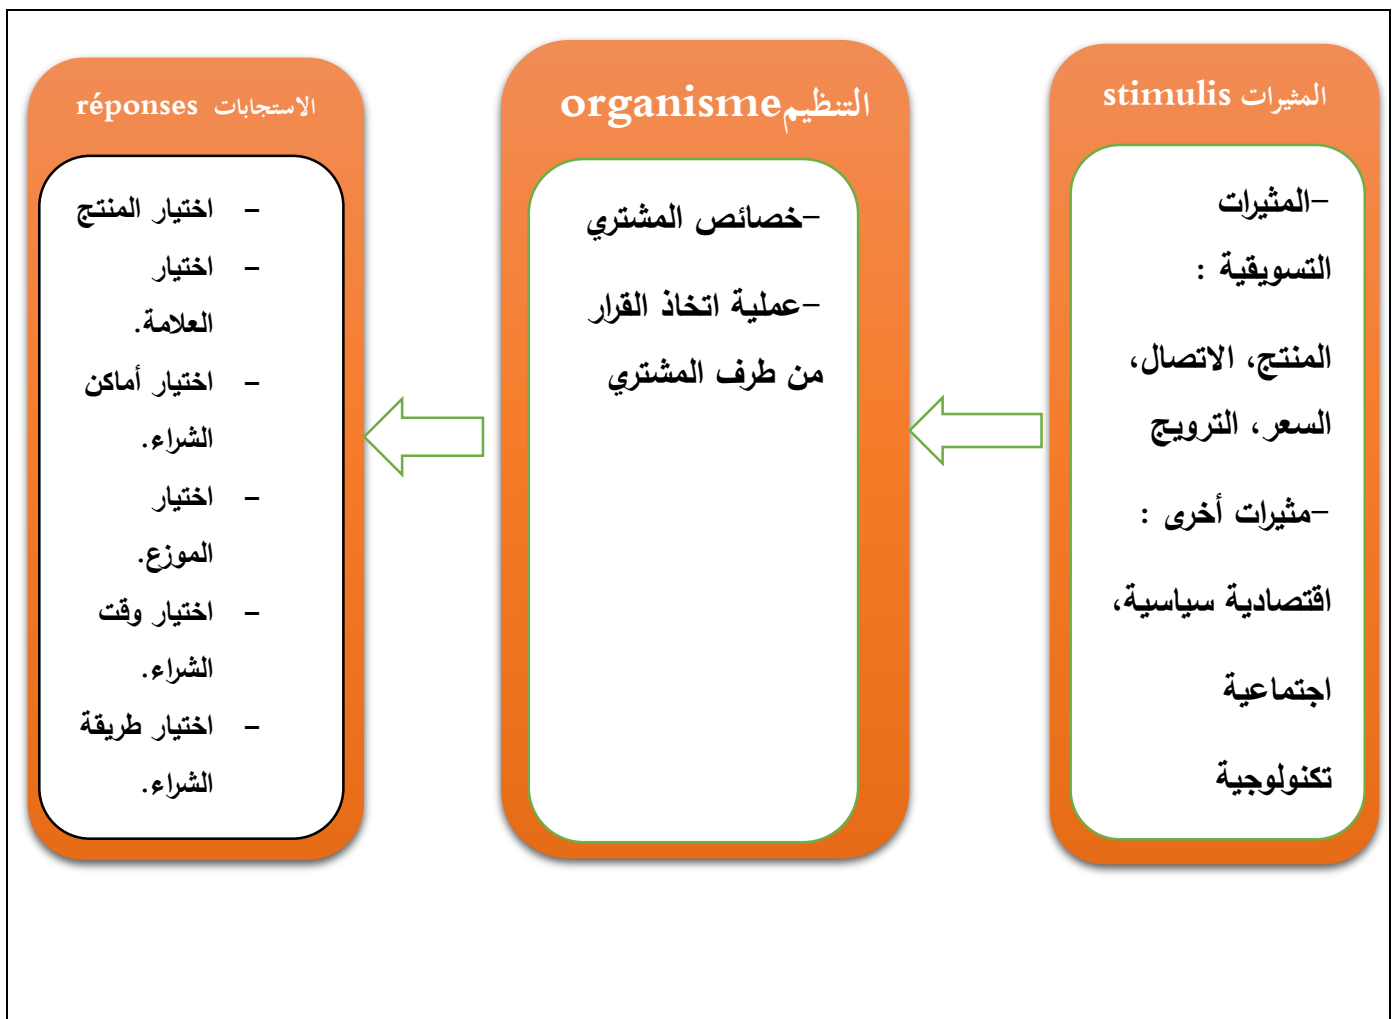 المثيرات stimulis
-المثيرات
التسويقية :
المنتج، الاتصال،
السعر، الترويج
-مثيرات أخرى :
اقتصادية سياسية،
اجتماعية
تكنولوجية
التنظيمorganisme
-خصائص المشتري
-عملية اتخاذ القرار
من طرف المشتري
الاستجابات réponses
- اختيار المنتج
- اختيار
العلامة.
- اختيار أماكن
الشراء.
- اختيار
الموزع.
- اختيار وقت
الشراء.
- اختيار طريقة
الشراء.